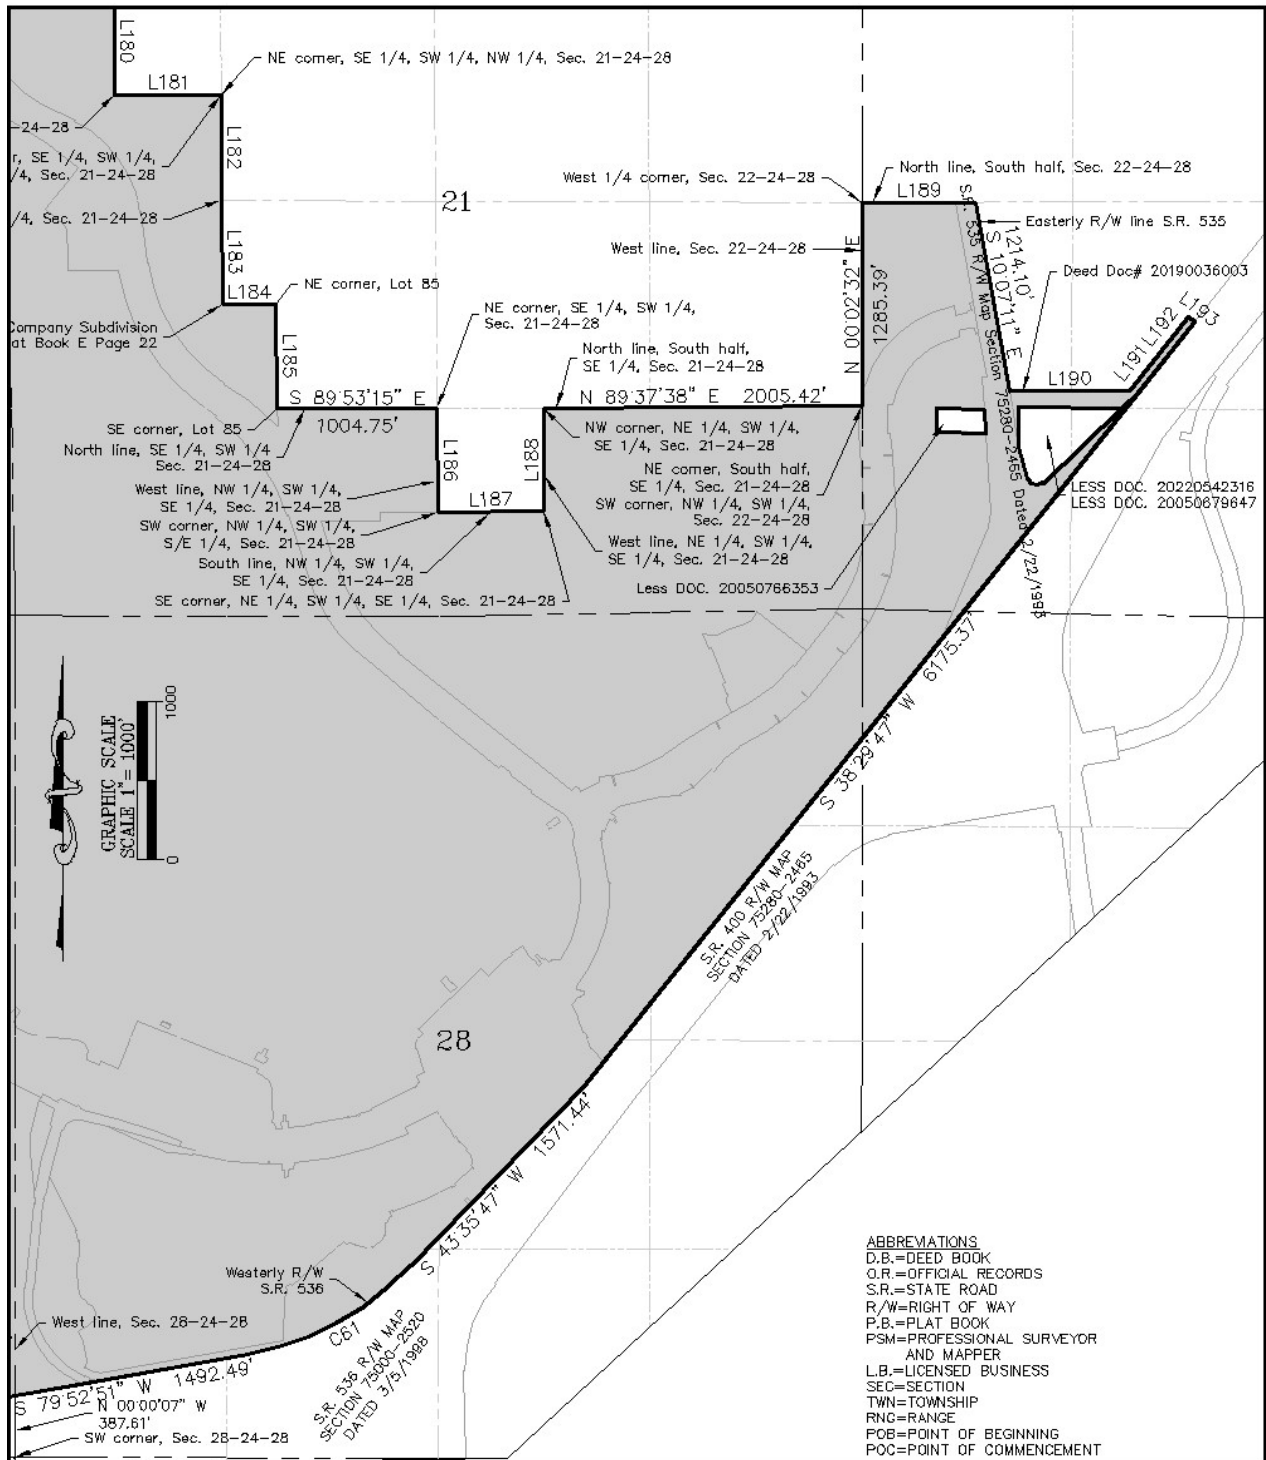 L180
L181
NE corner, SE 1/4, SW 1/4, NW 1/4, Sec. 21-24-28
-24-28
L182
r, SE 1/4, SW 1/4,
/4, Sec. 21-24-28
/4, Sec. 21-24-28
21
West 1/4 corner, Sec. 22-24-28
North line, South half, Sec. 22-24-28
L189
Easterly R/W line S.R. 535
West line, Sec. 22-24-28
N 00°02'32" E
1285.39'
S.R. 535 R/W Map Section 75280-2465 Dated 2/22/1993
1214.10'
S 10°07'11" E
Deed Doc# 20190036003
L183
L184
NE corner, Lot 85
Company Subdivision
at Book E Page 22
L185
NE corner, SE 1/4, SW 1/4,
Sec. 21-24-28
North line, South half,
SE 1/4, Sec. 21-24-28
L190
L191
L192
L193
S 89°53'15" E
1004.75'
N 89°37'38" E 2005.42'
SE corner, Lot 85
North line, SE 1/4, SW 1/4
Sec. 21-24-28
L186
L188
NW corner, NE 1/4, SW 1/4,
SE 1/4, Sec. 21-24-28
West line, NW 1/4, SW 1/4,
SE 1/4, Sec. 21-24-28
L187
NE corner, South half,
SE 1/4, Sec. 21-24-28
SW corner, NW 1/4, SW 1/4,
Sec. 22-24-28
LESS DOC. 20220542316
LESS DOC. 20050679647
SW corner, NW 1/4, SW 1/4,
S/E 1/4, Sec. 21-24-28
West line, NE 1/4, SW 1/4,
SE 1/4, Sec. 21-24-28
South line, NW 1/4, SW 1/4,
SE 1/4, Sec. 21-24-28
Less DOC. 20050766353
SE corner, NE 1/4, SW 1/4, SE 1/4, Sec. 21-24-28
S 38°29'47" W 6175.37'
GRAPHIC SCALE
SCALE 1"= 1000'
0
1000
S.R. 400 R/W MAP
SECTION 75280-2465
DATED 2/22/1993
28
S 43°35'47" W 1571.44'
Westerly R/W
S.R. 536
C61
S.R. 536 R/W MAP
SECTION 75000-2520
DATED 3/5/1998
West line, Sec. 28-24-28
S 79°52'51" W 1492.49'
N 00°00'07" W
387.61'
SW corner, Sec. 28-24-28
ABBREVIATIONS
D.B.=DEED BOOK
O.R.=OFFICIAL RECORDS
S.R.=STATE ROAD
R/W=RIGHT OF WAY
P.B.=PLAT BOOK
PSM=PROFESSIONAL SURVEYOR
AND MAPPER
L.B.=LICENSED BUSINESS
SEC=SECTION
TWN=TOWNSHIP
RNG=RANGE
POB=POINT OF BEGINNING
POC=POINT OF COMMENCEMENT